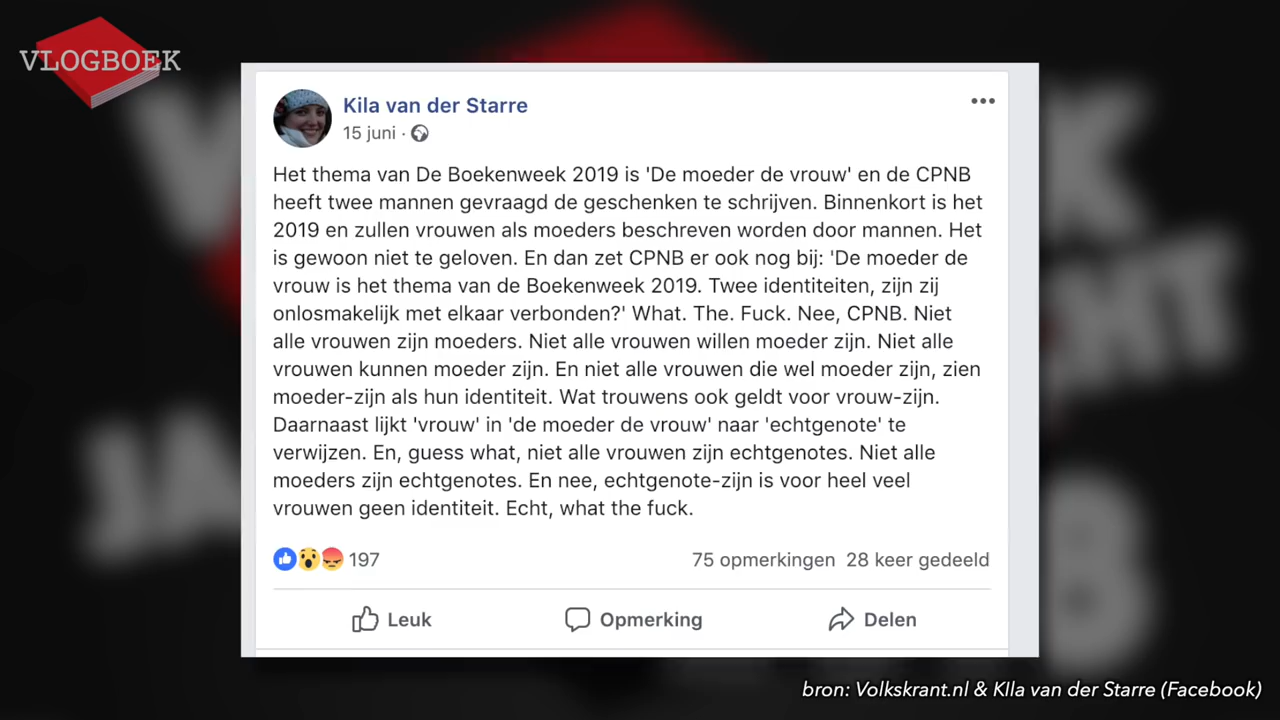 VLOGBOEK
Kila van der Starre
15 juni ·
Het thema van De Boekenweek 2019 is 'De moeder de vrouw' en de CPNB
heeft twee mannen gevraagd de geschenken te schrijven. Binnenkort is het
2019 en zullen vrouwen als moeders beschreven worden door mannen. Het
is gewoon niet te geloven. En dan zet CPNB er ook nog bij: 'De moeder de
vrouw is het thema van de Boekenweek 2019. Twee identiteiten, zijn zij
onlosmakelijk met elkaar verbonden?' What. The. Fuck. Nee, CPNB. Niet
alle vrouwen zijn moeders. Niet alle vrouwen willen moeder zijn. Niet alle
vrouwen kunnen moeder zijn. En niet alle vrouwen die wel moeder zijn, zien
moeder-zijn als hun identiteit. Wat trouwens ook geldt voor vrouw-zijn.
Daarnaast lijkt 'vrouw' in 'de moeder de vrouw' naar 'echtgenote' te
verwijzen. En, guess what, niet alle vrouwen zijn echtgenotes. Niet alle
moeders zijn echtgenotes. En nee, echtgenote-zijn is voor heel veel
vrouwen geen identiteit. Echt, what the fuck.
197 75 opmerkingen 28 keer gedeeld
Leuk Opmerking Delen
bron: Volkskrant.nl & KIla van der Starre (Facebook)